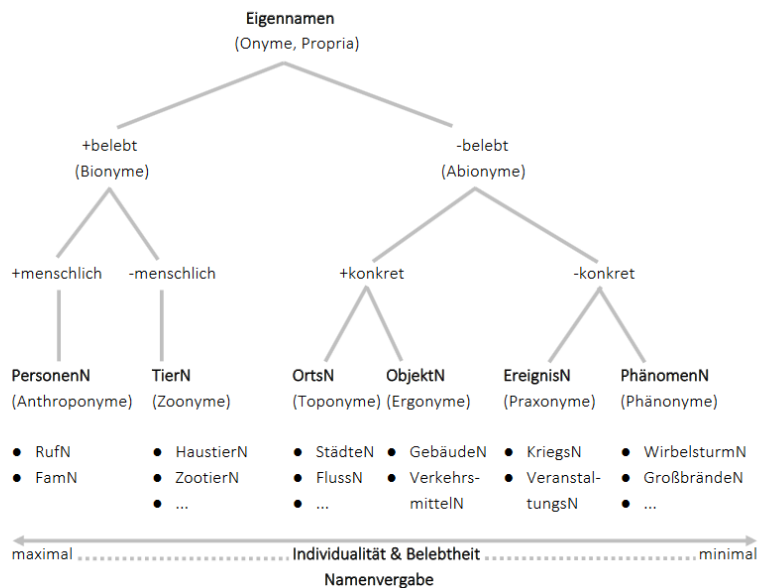 Eigennamen
(Onyme, Propria)
+belebt
(Bionyme)
-belebt
(Abionyme)
+menschlich
-menschlich
+konkret
-konkret
PersonenN
(Anthroponyme)
● RufN
● FamN
TierN
(Zoonyme)
● HaustierN
● ZootierN
● ...
OrtsN
(Toponyme)
● StädteN
● FlussN
● ...
ObjektN
(Ergonyme)
● GebäudeN
● Verkehrs-
mittelN
EreignisN
(Praxonyme)
● KriegsN
● Veranstal-
tungsN
PhänomenN
(Phänonyme)
● WirbelsturmN
● GroßbrändeN
● ...
maximal Individualität & Belebtheit minimal
Namenvergabe